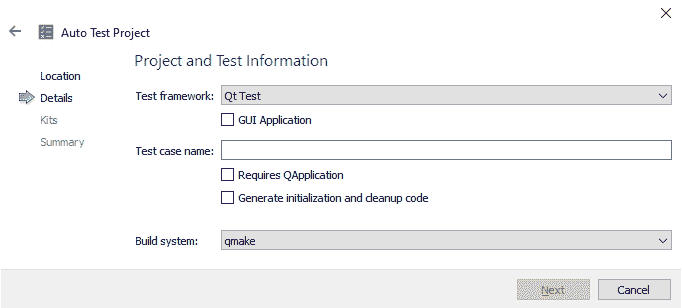 Auto Test Project
Project and Test Information
Location
Details
Kits
Summary
Test framework: Qt Test
GUI Application
Test case name:
Requires QApplication
Generate initialization and cleanup code
Build system: qmake
Next Cancel